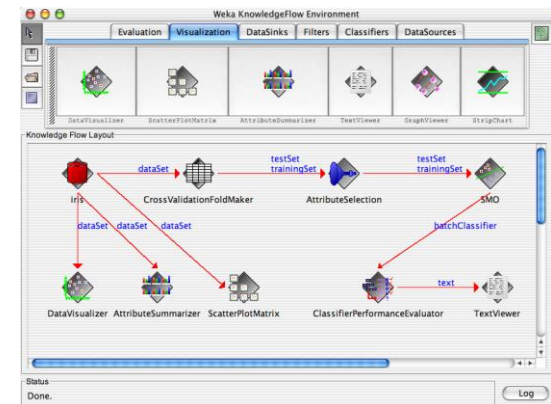 Weka KnowledgeFlow Environment
Evaluation Visualization DataSinks Filters Classifiers DataSources
DataVisualizer ScatterPlotMatrix AttributeSummarizer TextViewer GraphViewer StripChart
Knowledge Flow Layout
testSet testSet
dataSet trainingSet trainingSet
iris CrossValidationFoldMaker AttributeSelection SMO
dataSet dataSet dataSet batchClassifier
text
DataVisualizer AttributeSummarizer ScatterPlotMatrix ClassifierPerformanceEvaluator TextViewer
Status
Done. Log